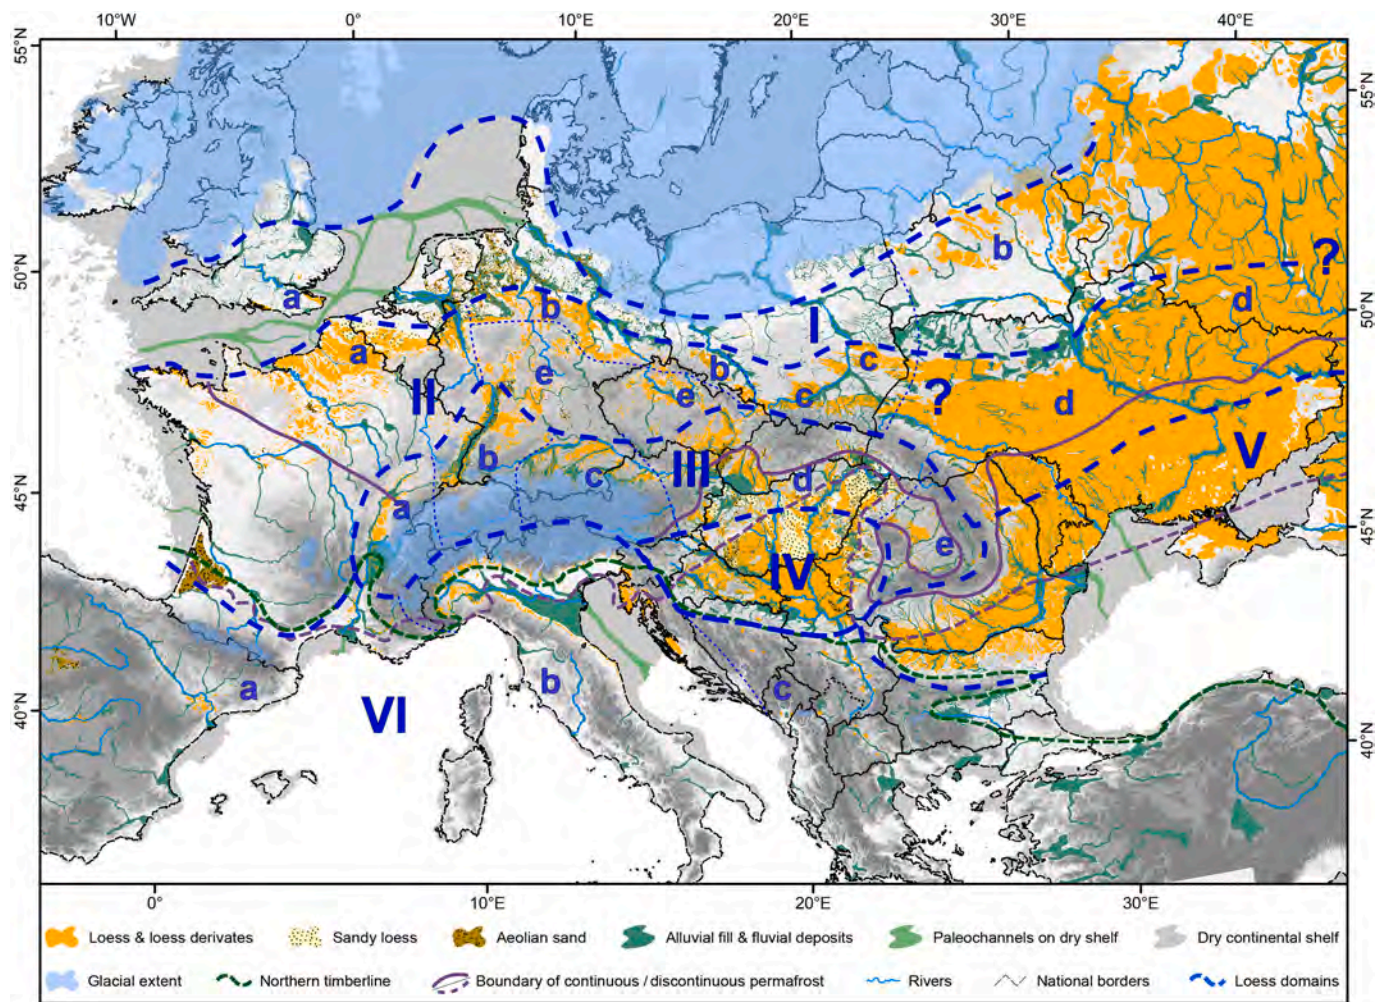 10°W 0° 10°E 20°E 30°E 40°E
55°N
55°N
b
50°N
?
a
50°N
d
b
I
a
b
c
?
II
e
e
c
d
V
b
III
c
d
45°N
a
45°N
e
IV
a
b
c
40°N
VI
40°N
0° 10°E 20°E 30°E
Loess & loess derivates Sandy loess Aeolian sand Alluvial fill & fluvial deposits Paleochannels on dry shelf Dry continental shelf
Glacial extent Northern timberline Boundary of continuous / discontinuous permafrost Rivers National borders Loess domains